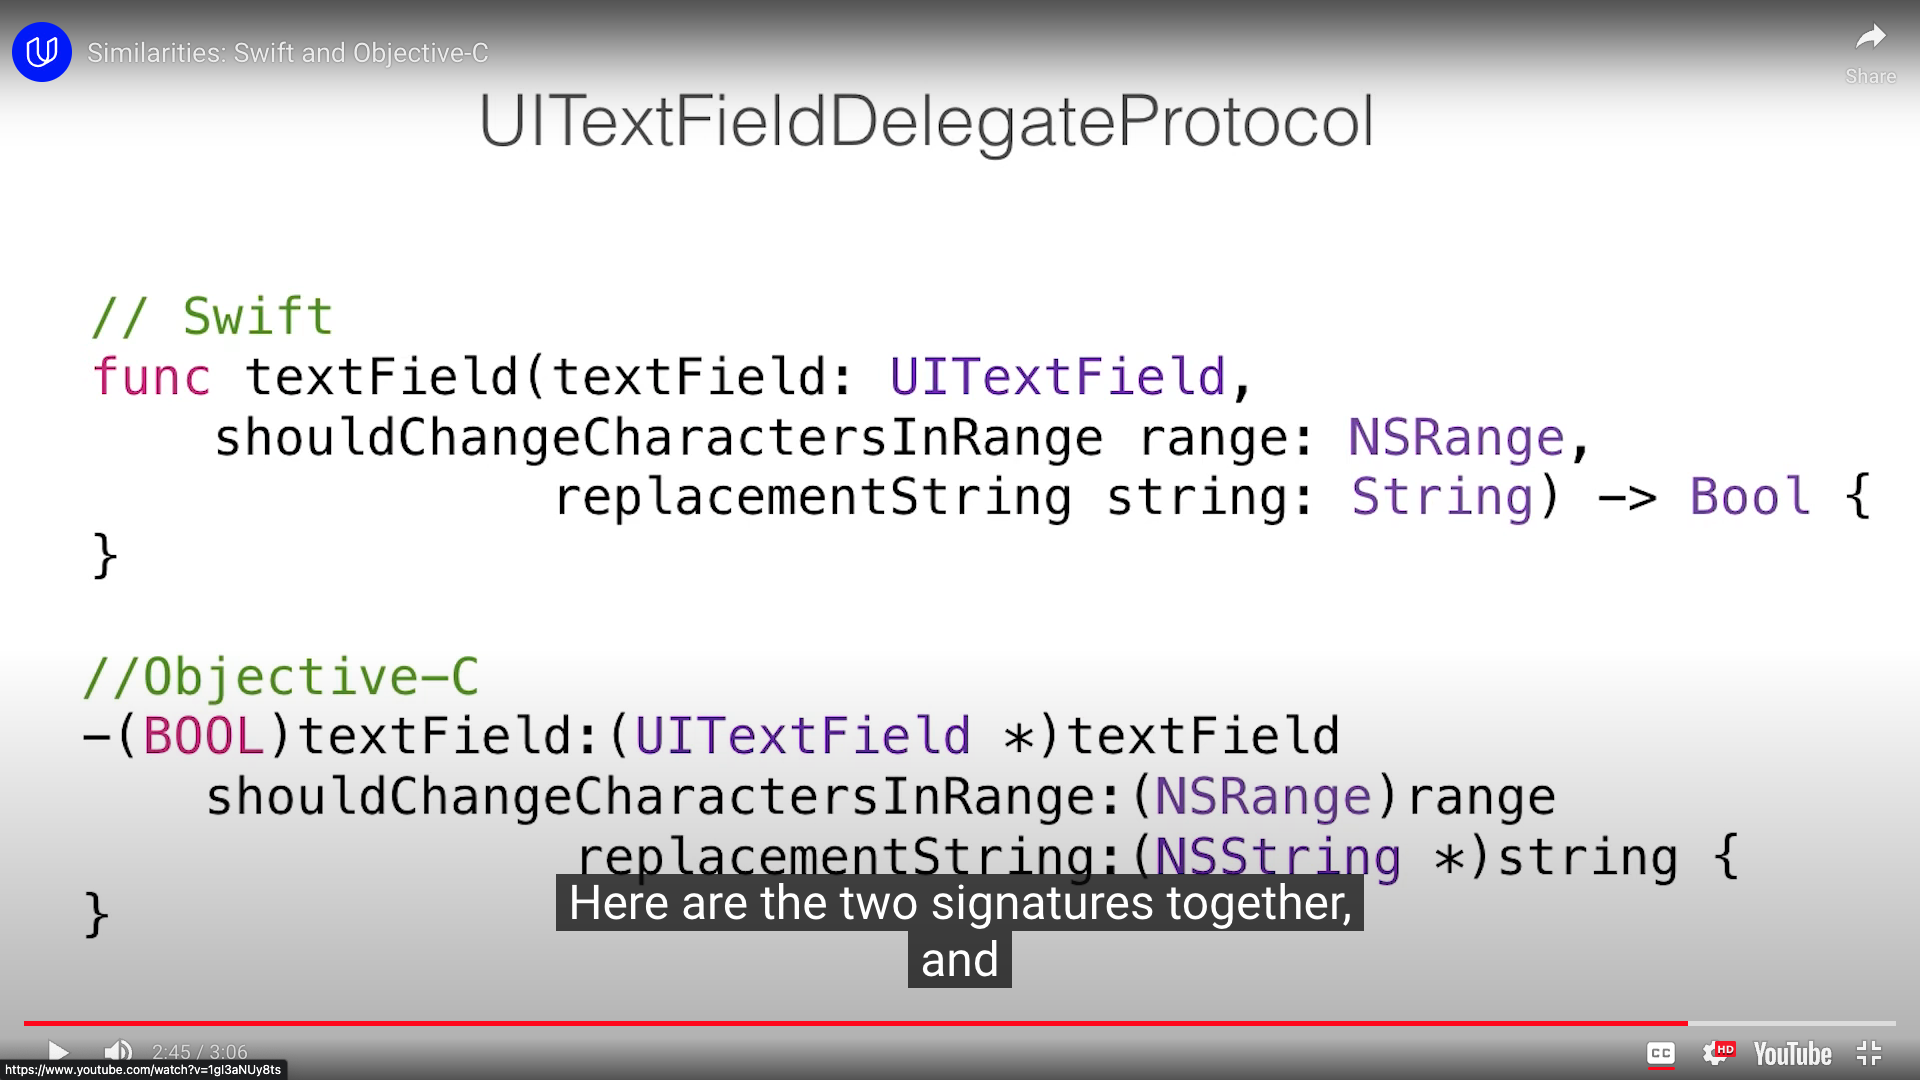 Similarities: Swift and Objective-C
Share
UITextFieldDelegateProtocol
// Swift
func textField(textField: UITextField,
shouldChangeCharactersInRange range: NSRange,
replacementString string: String) -> Bool {
}
//Objective-C
-(BOOL)textField:(UITextField *)textField
shouldChangeCharactersInRange:(NSRange)range
replacementString:(NSString *)string {
}
Here are the two signatures together,
and
2:45 / 3:06
CC
HD
YouTube
https://www.youtube.com/watch?v=1gI3aNUy8ts